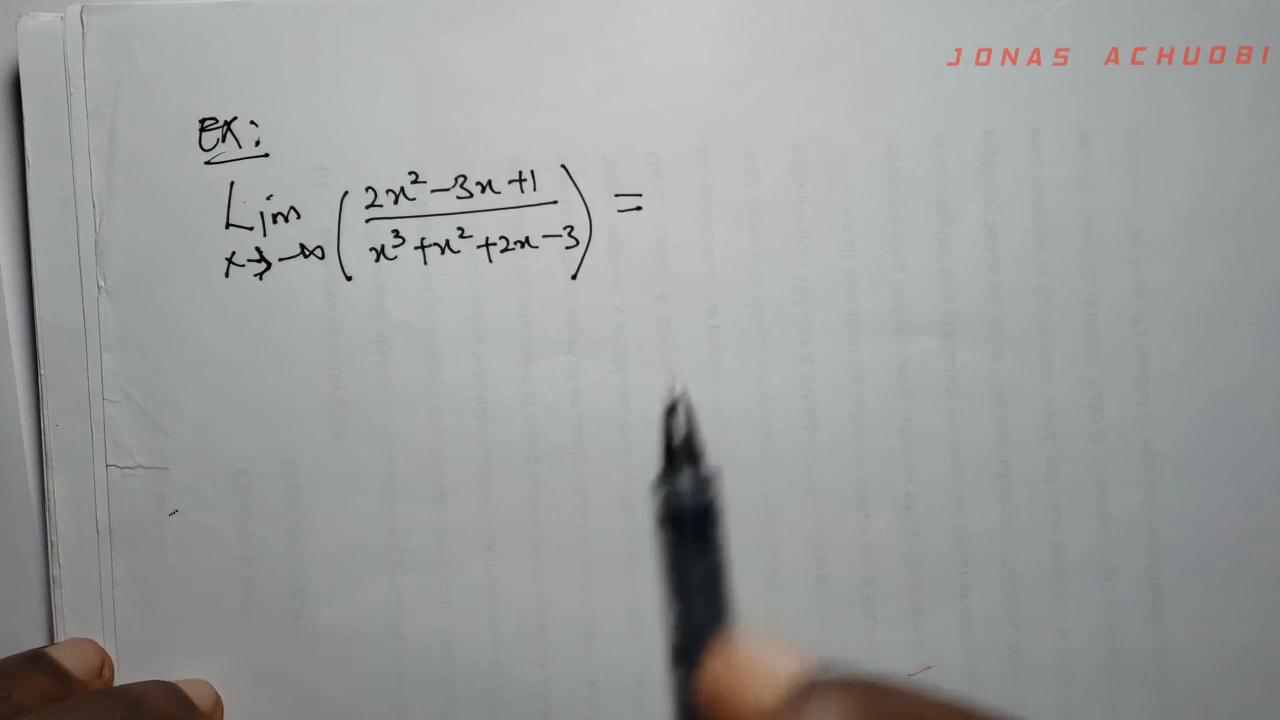 JONAS ACHUOBI
EX:
Lim (2x² - 3x + 1 / x³ + x² + 2x - 3) =
x → -∞